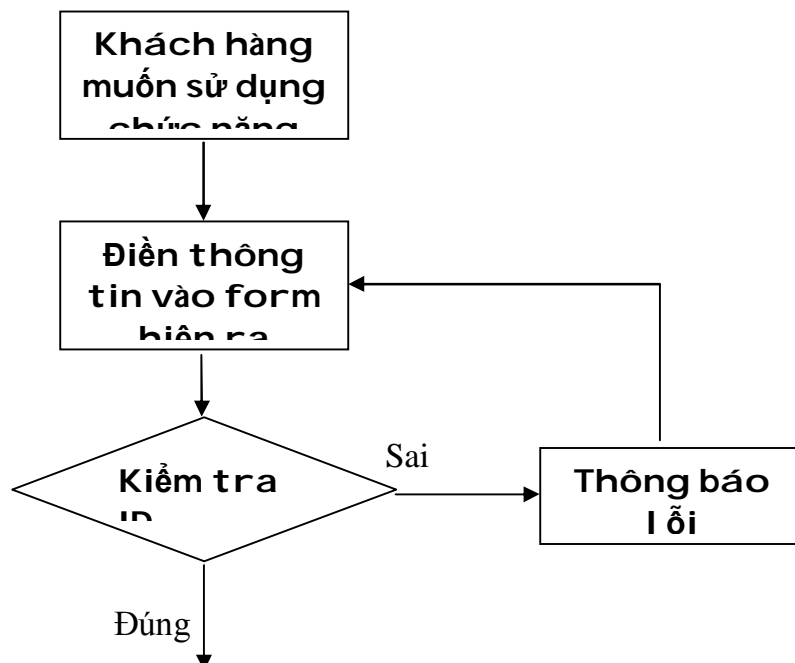 Khách hàng
muốn sử dụng
chức năng
Điền thông
tin vào form
hiện ra
Kiểm tra
ID
Sai
Thông báo
lỗi
Đúng